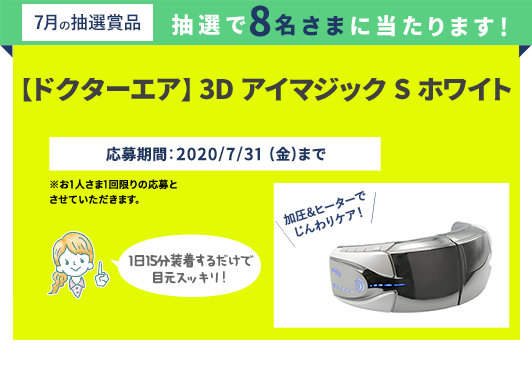 7月の抽選賞品
抽選で8名さまに当たります!
【ドクターエア】3D アイマジック S ホワイト
応募期間:2020/7/31 (金)まで
※お1人さま1回限りの応募と
させていただきます。
加圧&ヒーターで
じんわりケア!
1日15分装着するだけで
目元スッキリ!